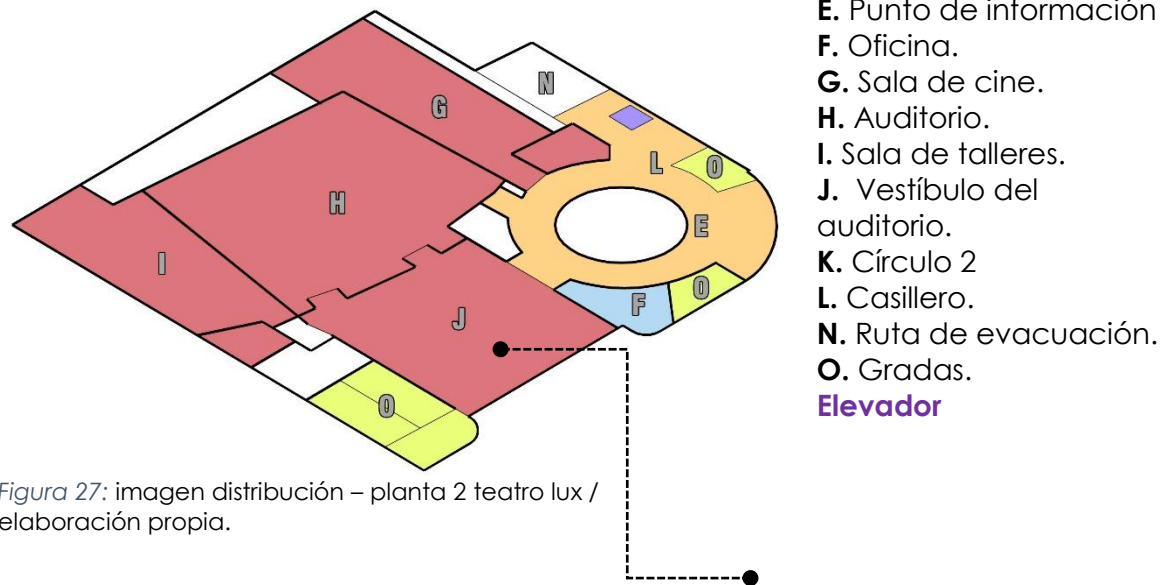 N
G
L
O
H
E
I
F
O
J
O
Figura 27: imagen distribución – planta 2 teatro lux /
elaboración propia.
E. Punto de información
F. Oficina.
G. Sala de cine.
H. Auditorio.
I. Sala de talleres.
J. Vestíbulo del
auditorio.
K. Círculo 2
L. Casillero.
N. Ruta de evacuación.
O. Gradas.
Elevador